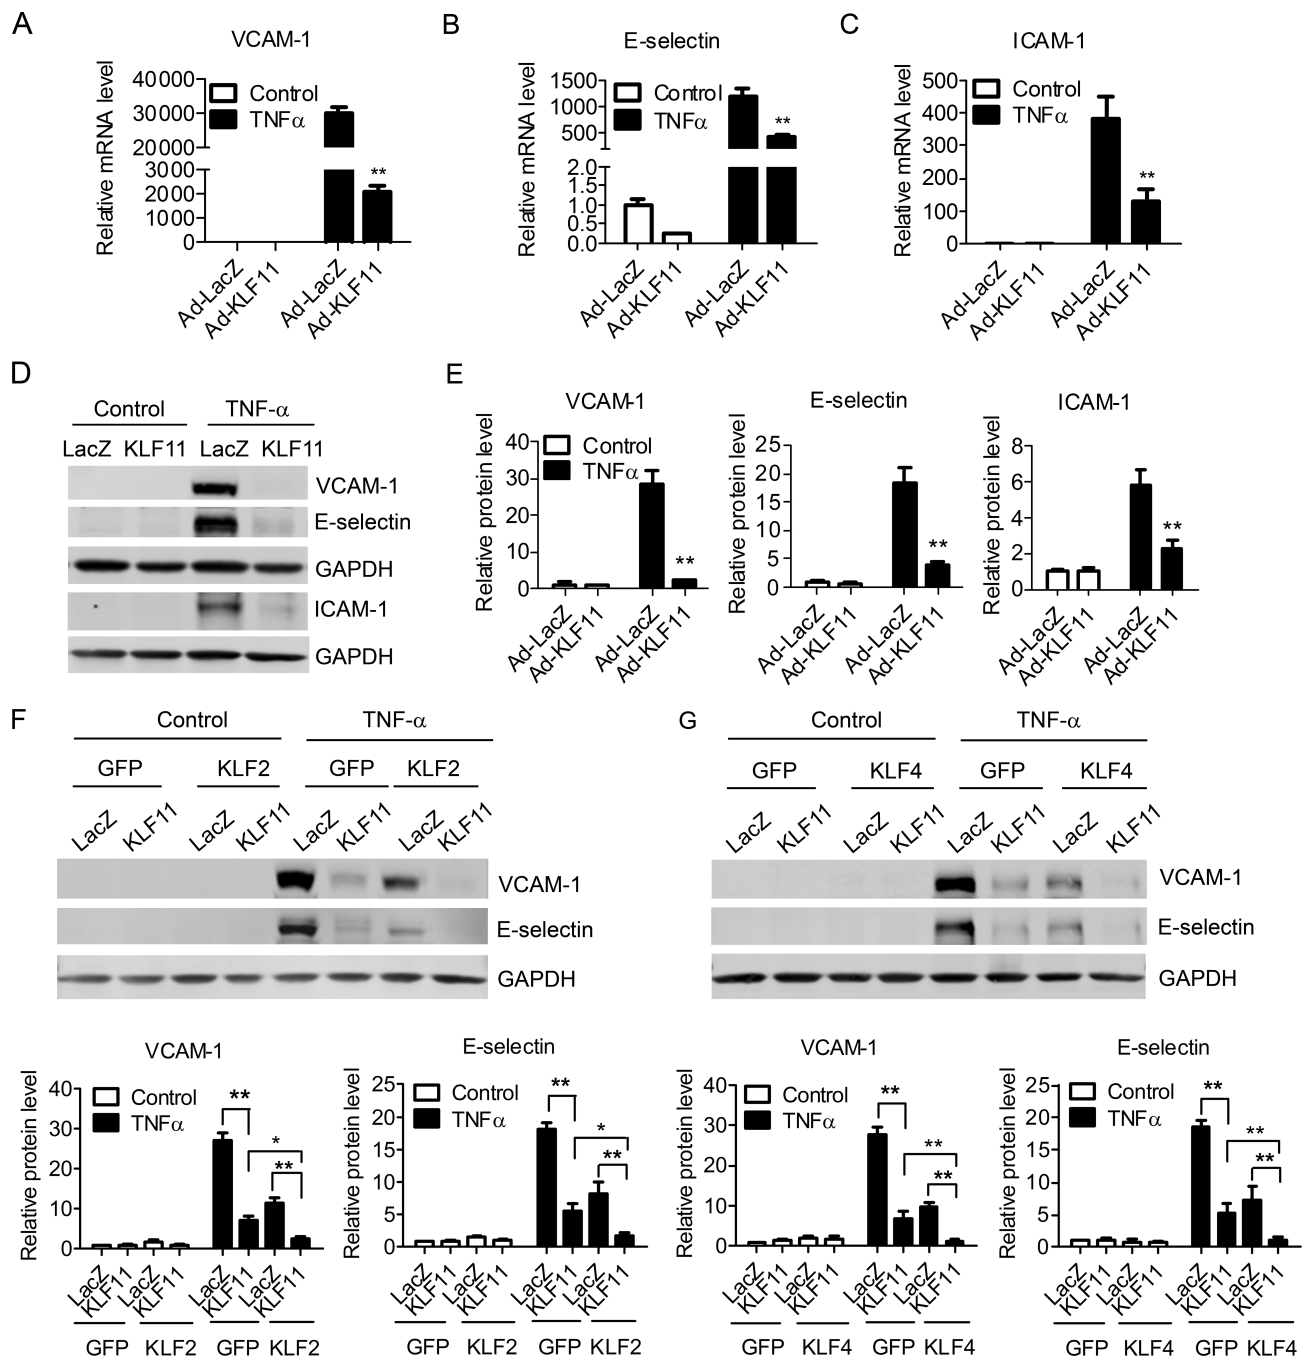 A
VCAM-1
Relative mRNA level
40000
30000
20000
3000
2000
1000
0
Control
TNFα
**
Ad-LacZ
Ad-KLF11
Ad-LacZ
Ad-KLF11
B
E-selectin
Relative mRNA level
1500
1000
500
2.0
1.5
1.0
0.5
0.0
Control
TNFα
**
Ad-LacZ
Ad-KLF11
Ad-LacZ
Ad-KLF11
C
ICAM-1
Relative mRNA level
500
400
300
200
100
0
Control
TNFα
**
Ad-LacZ
Ad-KLF11
Ad-LacZ
Ad-KLF11
D
Control TNF-α
LacZ KLF11 LacZ KLF11
VCAM-1
E-selectin
GAPDH
ICAM-1
GAPDH
E
VCAM-1
Relative protein level
40
30
20
10
0
Control
TNFα
**
Ad-LacZ
Ad-KLF11
Ad-LacZ
Ad-KLF11
E-selectin
Relative protein level
25
20
15
10
5
0
**
Ad-LacZ
Ad-KLF11
Ad-LacZ
Ad-KLF11
ICAM-1
Relative protein level
8
6
4
2
0
**
Ad-LacZ
Ad-KLF11
Ad-LacZ
Ad-KLF11
F
Control TNF-α
GFP KLF2 GFP KLF2
LacZ KLF11 LacZ KLF11 LacZ KLF11 LacZ KLF11
VCAM-1
E-selectin
GAPDH
VCAM-1
Relative protein level
40
30
20
10
0
Control
TNFα
**
*
**
LacZ KLF11 LacZ KLF11 LacZ KLF11 LacZ KLF11
GFP KLF2 GFP KLF2
E-selectin
Relative protein level
25
20
15
10
5
0
Control
TNFα
**
*
**
LacZ KLF11 LacZ KLF11 LacZ KLF11 LacZ KLF11
GFP KLF2 GFP KLF2
G
Control TNF-α
GFP KLF4 GFP KLF4
LacZ KLF11 LacZ KLF11 LacZ KLF11 LacZ KLF11
VCAM-1
E-selectin
GAPDH
VCAM-1
Relative protein level
40
30
20
10
0
Control
TNFα
**
**
**
LacZ KLF11 LacZ KLF11 LacZ KLF11 LacZ KLF11
GFP KLF4 GFP KLF4
E-selectin
Relative protein level
25
20
15
10
5
0
Control
TNFα
**
**
**
LacZ KLF11 LacZ KLF11 LacZ KLF11 LacZ KLF11
GFP KLF4 GFP KLF4